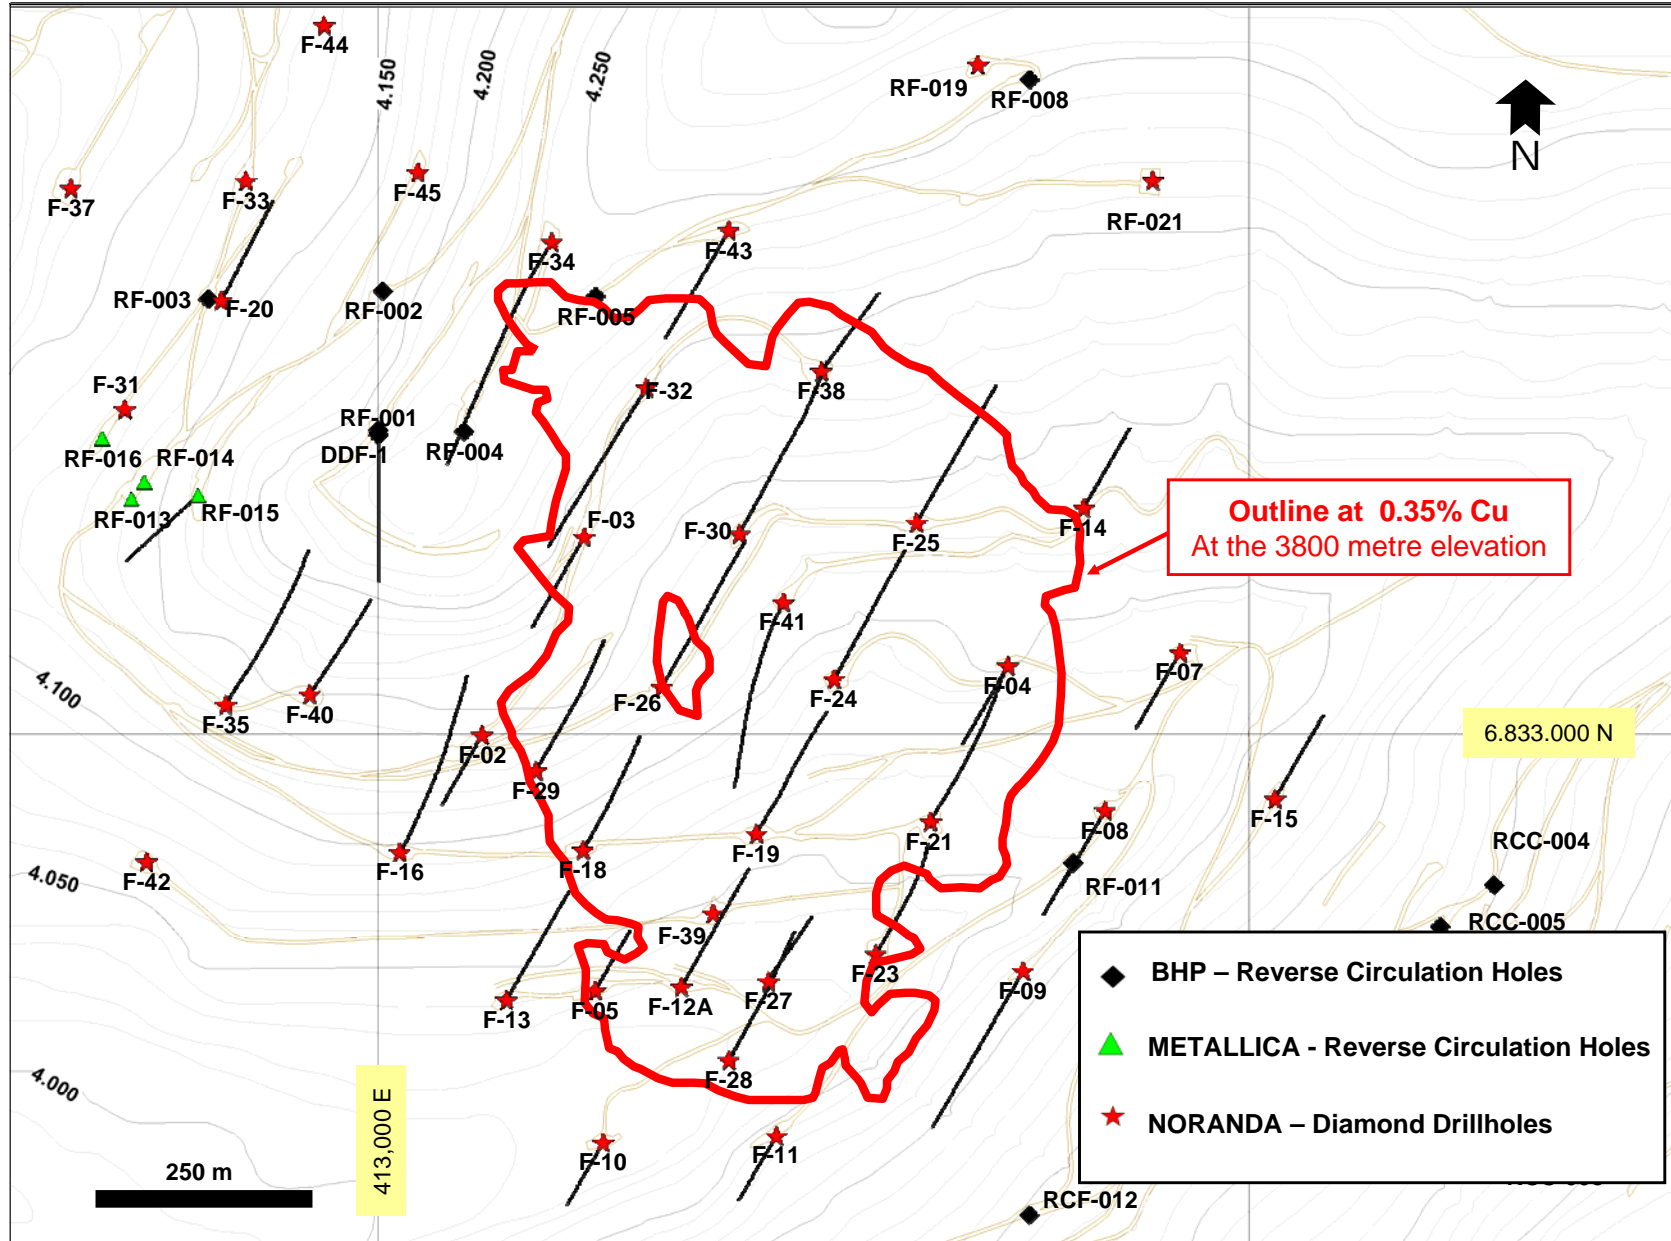 F-44
4.150
4.200
4.250
RF-019
RF-008
N
F-37
F-33
F-45
RF-021
F-34
F-43
RF-003
F-20
RF-002
RF-005
F-31
F-32
F-38
RF-001
DDF-1
RF-004
RF-016
RF-014
RF-013
RF-015
F-03
F-30
F-25
F-14
Outline at 0.35% Cu
At the 3800 metre elevation
F-41
F-04
F-07
4.100
F-35
F-40
F-26
F-24
F-02
6.833.000 N
F-29
F-15
F-08
F-21
F-19
F-16
F-18
RCC-004
4.050
F-42
RF-011
RCC-005
F-39
F-23
F-09
F-13
F-05
F-12A
F-27
BHP – Reverse Circulation Holes
METALLICA - Reverse Circulation Holes
NORANDA – Diamond Drillholes
4.000
F-28
413,000 E
F-10
F-11
250 m
RCF-012